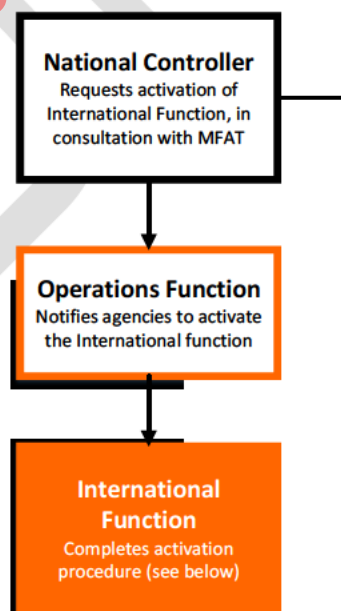 National Controller
Requests activation of
International Function, in
consultation with MFAT
Operations Function
Notifies agencies to activate
the International function
International
Function
Completes activation
procedure (see below)